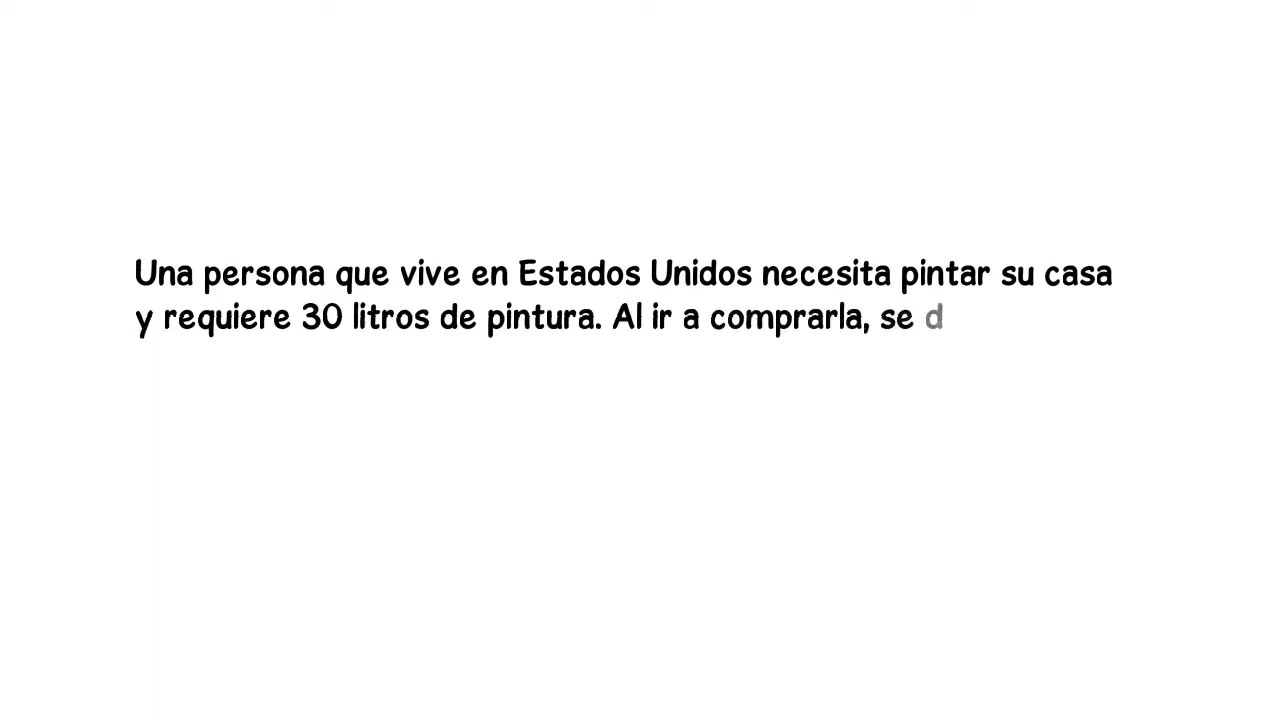 Una persona que vive en Estados Unidos necesita pintar su casa
y requiere 30 litros de pintura. Al ir a comprarla, se d